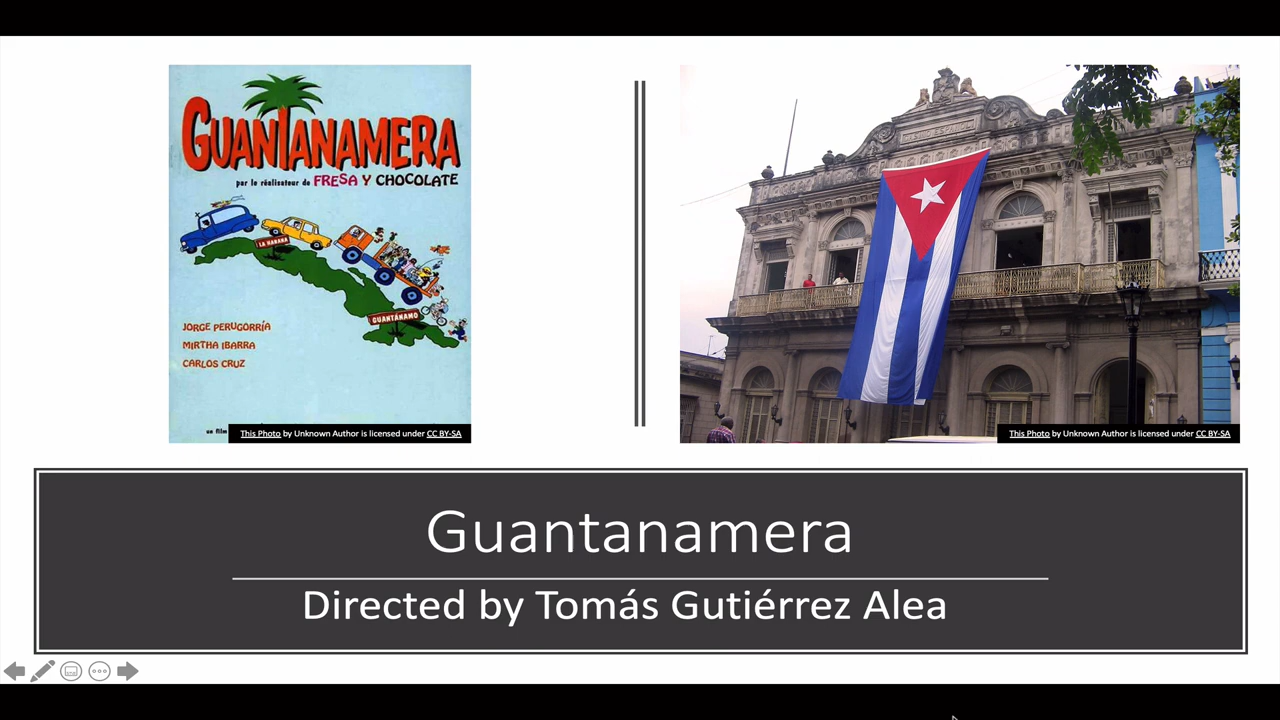 GUANTANAMERA
par le réalisateur de FRESA Y CHOCOLATE
LA HABANA
GUANTÁNAMO
JORGE PERUGORRÍA
MIRTHA IBARRA
CARLOS CRUZ
un film
This Photo by Unknown Author is licensed under CC BY-SA
CASINO ESPAÑOL
This Photo by Unknown Author is licensed under CC BY-SA
Guantanamera
Directed by Tomás Gutiérrez Alea